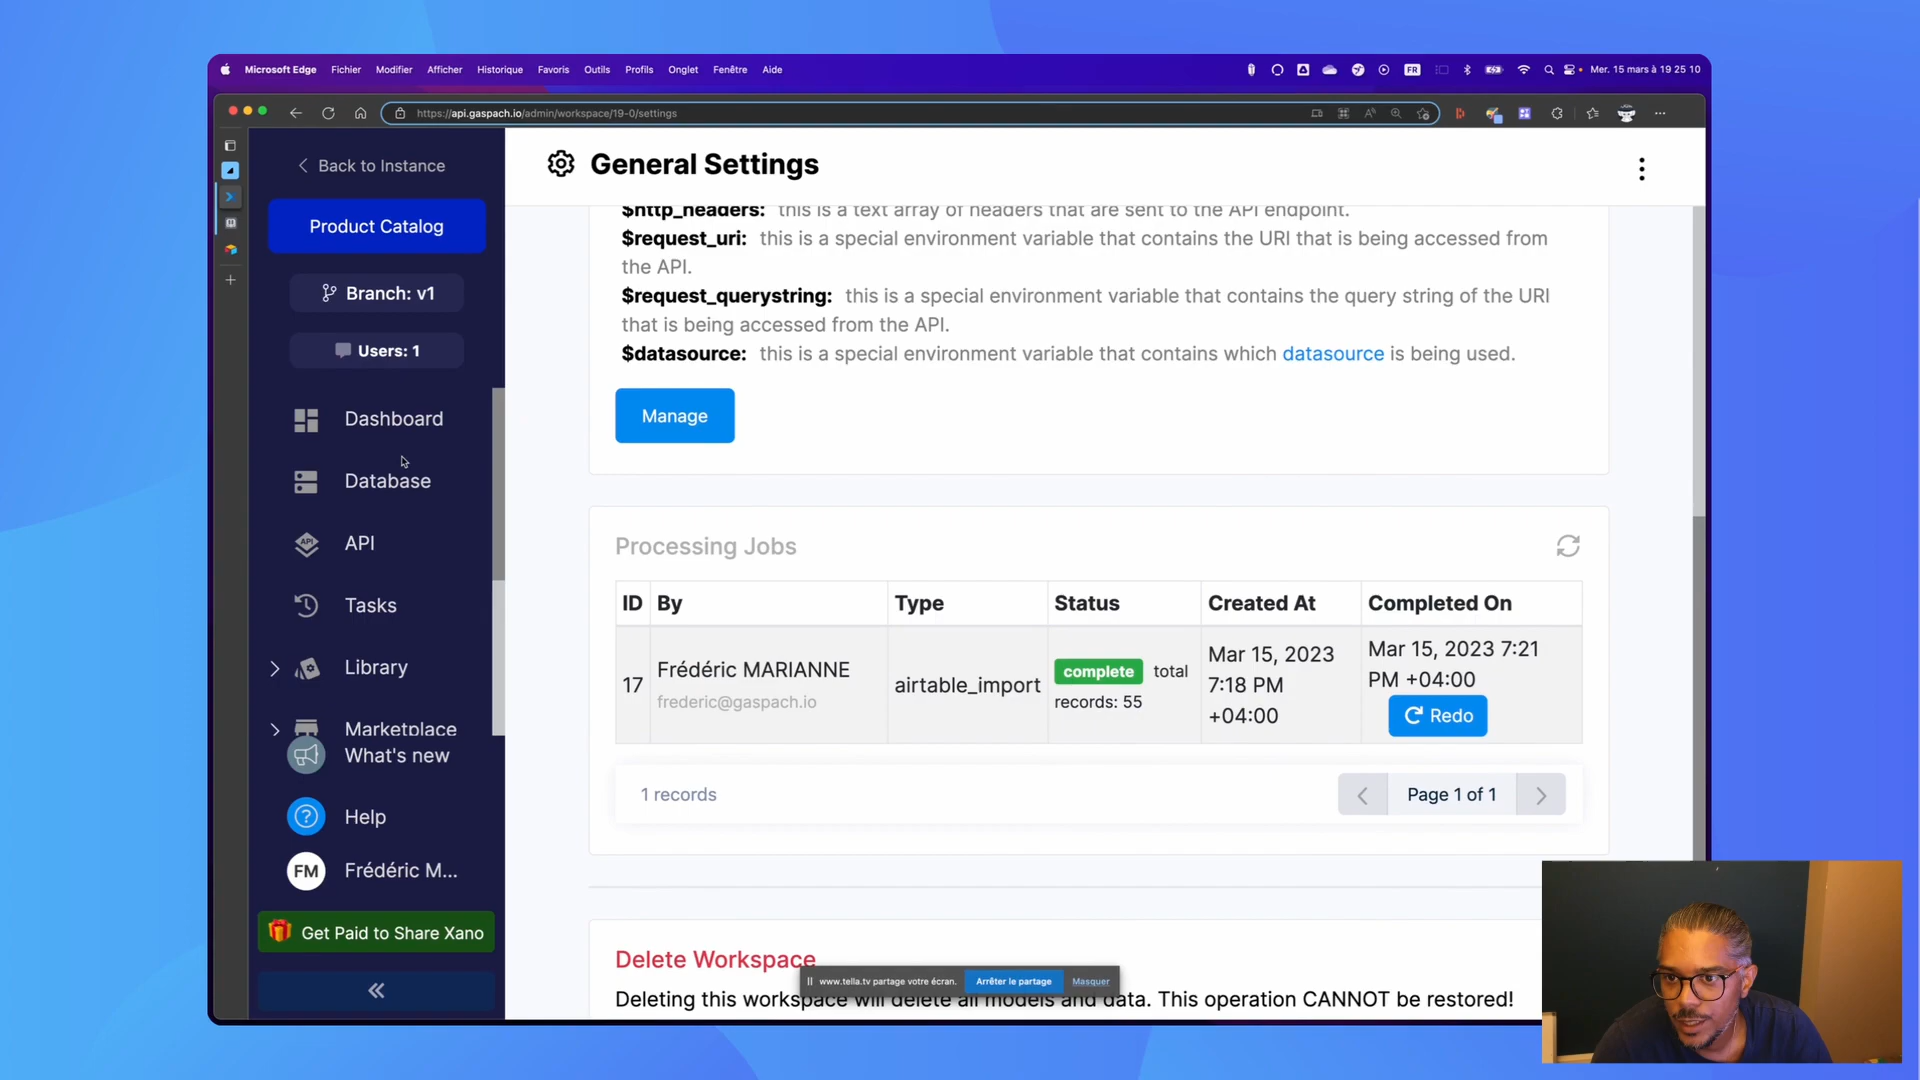 Microsoft Edge Fichier Modifier Afficher Historique Favoris Outils Profils Onglet Fenêtre Aide FR Mer. 15 mars à 19 25 10
https://api.gaspach.io/admin/workspace/19-0/settings
Back to Instance
General Settings
Product Catalog
Branch: v1
Users: 1
Dashboard
Database
API
API
Tasks
Library
Marketplace
What's new
? Help
FM Frédéric M...
Get Paid to Share Xano
$http_headers: this is a text array of headers that are sent to the API endpoint.
$request_uri: this is a special environment variable that contains the URI that is being accessed from
the API.
$request_querystring: this is a special environment variable that contains the query string of the URI
that is being accessed from the API.
$datasource: this is a special environment variable that contains which datasource is being used.
Manage
Processing Jobs
ID By Type Status Created At Completed On
17 Frédéric MARIANNE
frederic@gaspach.io
airtable_import
complete total
records: 55
Mar 15, 2023
7:18 PM
+04:00
Mar 15, 2023 7:21
PM +04:00
Redo
1 records
Page 1 of 1
Delete Workspace
www.tella.tv partage votre écran. Arrêter le partage Masquer
Deleting this workspace will delete all models and data. This operation CANNOT be restored!